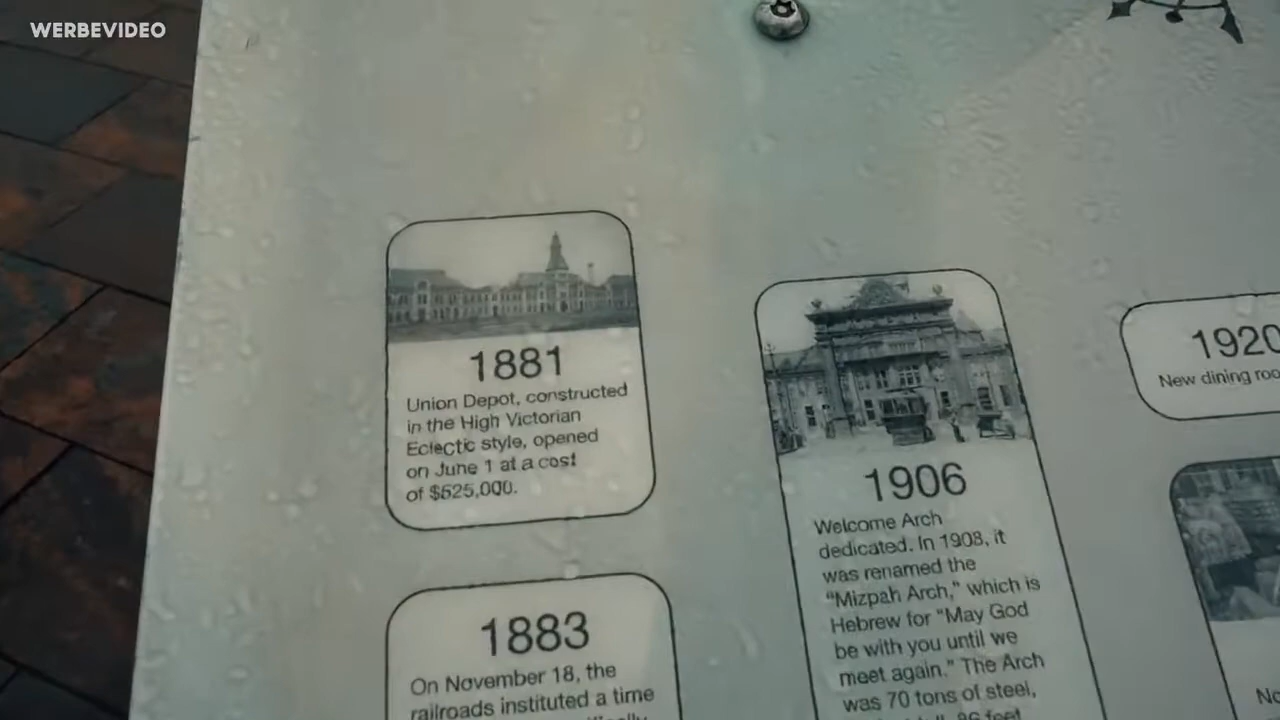 WERBEVIDEO
1881
Union Depot, constructed
in the High Victorian
Eclectic style, opened
on June 1 at a cost
of $525,000.
1883
On November 18, the
railroads instituted a time
1906
Welcome Arch
dedicated. In 1908, it
was renamed the
“Mizpah Arch,” which is
Hebrew for “May God
be with you until we
meet again.” The Arch
was 70 tons of steel,
86 feet
1920
New dining roo
No